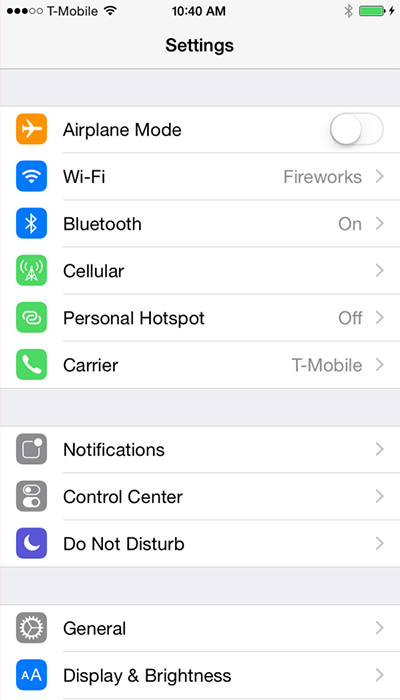 T-Mobile 10:40 AM
Settings
Airplane Mode
Wi-Fi Fireworks
Bluetooth On
Cellular
Personal Hotspot Off
Carrier T-Mobile
Notifications
Control Center
Do Not Disturb
General
AA Display & Brightness